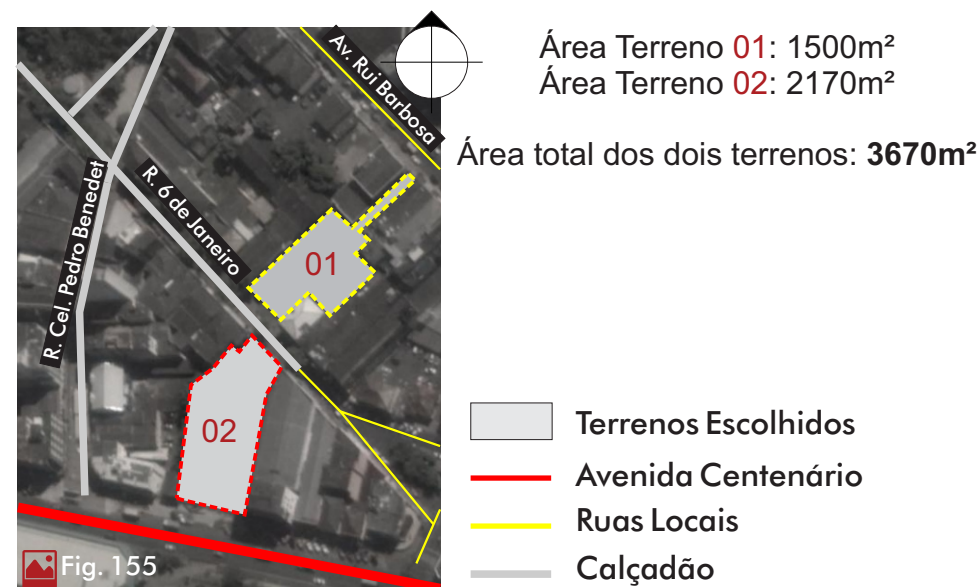 Av. Rui Barbosa
Área Terreno 01: 1500m²
Área Terreno 02: 2170m²
Área total dos dois terrenos: 3670m²
R. Cel. Pedro Benedet
R. 6 de Janeiro
01
02
Terrenos Escolhidos
Avenida Centenário
Ruas Locais
Calçadão
Fig. 155